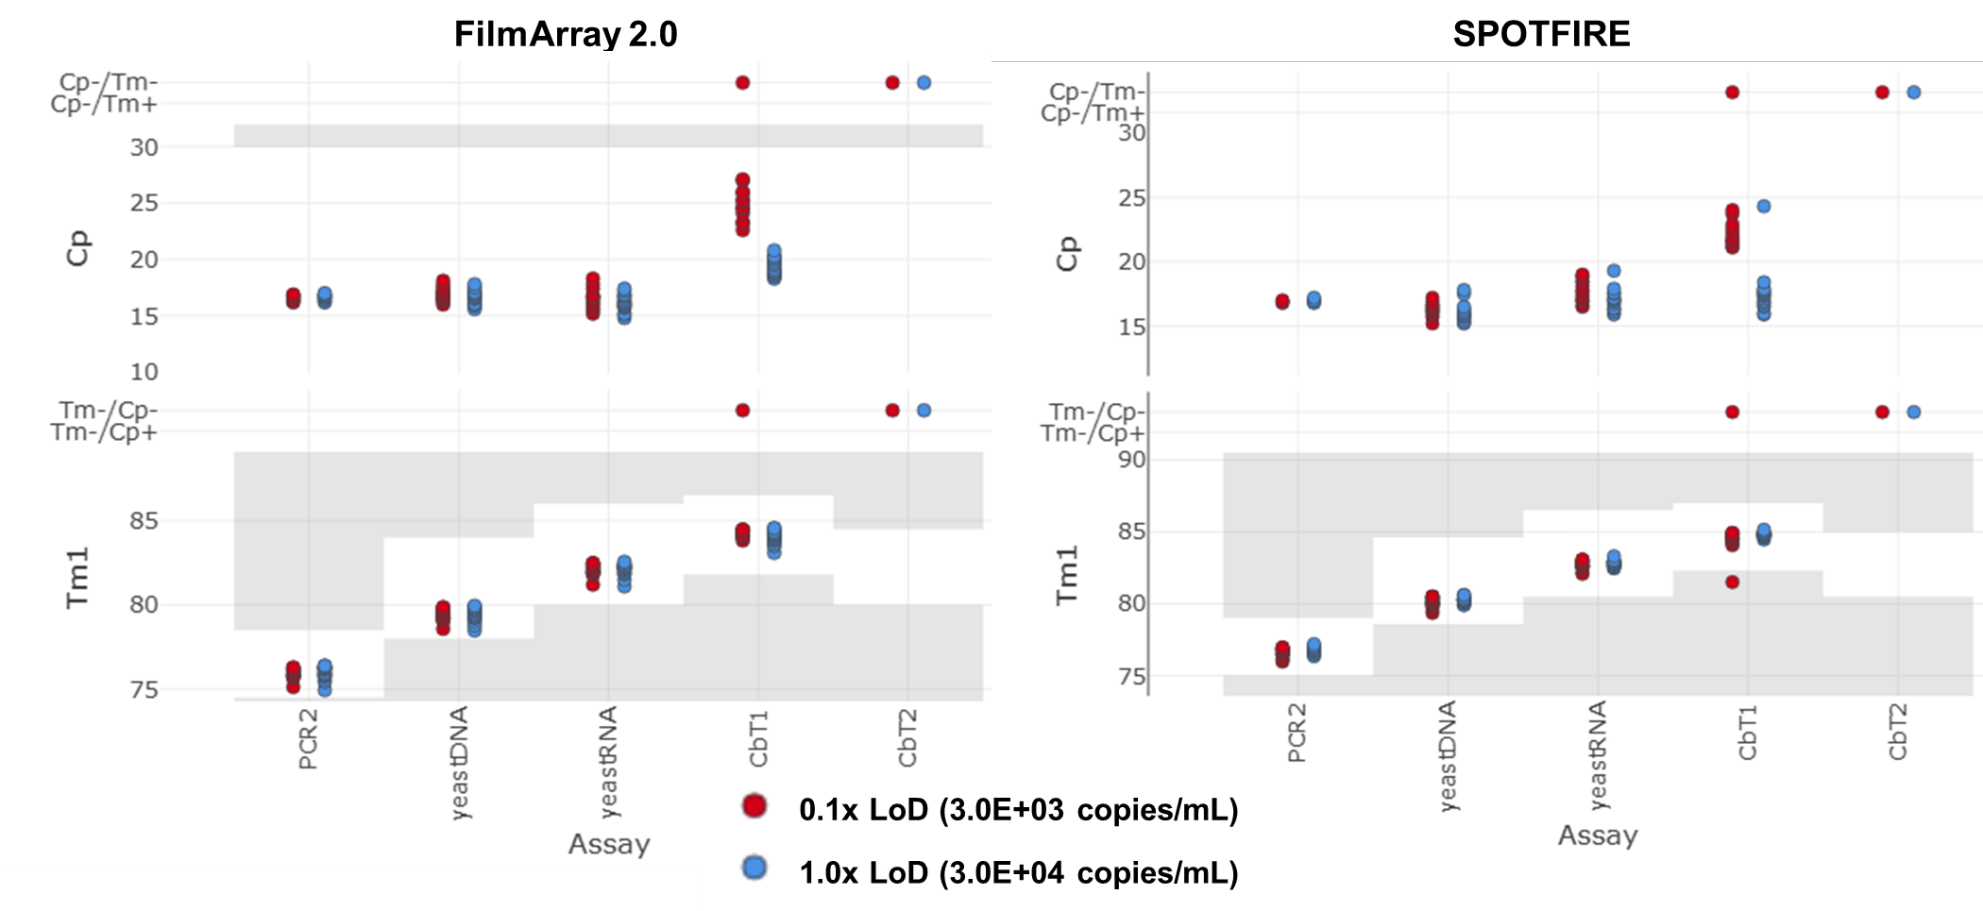 FilmArray 2.0
Cp-/Tm-
Cp-/Tm+
30
25
20
15
10
Cp
Tm-/Cp-
Tm-/Cp+
85
80
75
Tm1
PCR2
yeastDNA
yeastRNA
CbT1
CbT2
Assay
SPOTFIRE
Cp-/Tm-
Cp-/Tm+
30
25
20
15
Cp
Tm-/Cp-
Tm-/Cp+
90
85
80
75
Tm1
PCR2
yeastDNA
yeastRNA
CbT1
CbT2
Assay
0.1x LoD (3.0E+03 copies/mL)
1.0x LoD (3.0E+04 copies/mL)